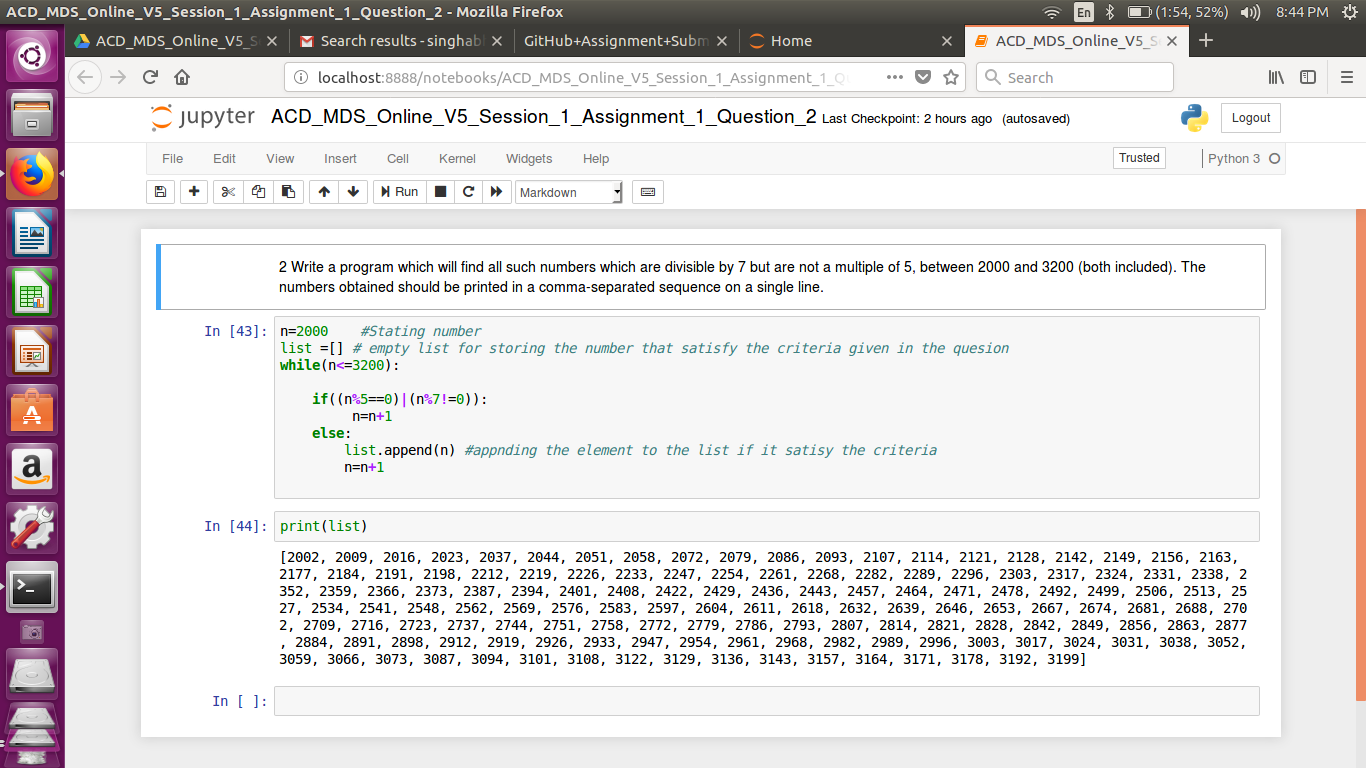 ACD_MDS_Online_V5_Session_1_Assignment_1_Question_2 - Mozilla Firefox
En
(1:54, 52%)
8:44 PM
ACD_MDS_Online_V5_S
Search results - singhab
GitHub+Assignment+Subm
Home
ACD_MDS_Online_V5_S
localhost:8888/notebooks/ACD_MDS_Online_V5_Session_1_Assignment_1_Q
Search
jupyter
ACD_MDS_Online_V5_Session_1_Assignment_1_Question_2 Last Checkpoint: 2 hours ago (autosaved)
Logout
File Edit View Insert Cell Kernel Widgets Help
Trusted
Python 3
Run
Markdown
2 Write a program which will find all such numbers which are divisible by 7 but are not a multiple of 5, between 2000 and 3200 (both included). The
numbers obtained should be printed in a comma-separated sequence on a single line.
In [43]:
n=2000    #Stating number
list =[] # empty list for storing the number that satisfy the criteria given in the quesion
while(n<=3200):
    if((n%5==0)|(n%7!=0)):
         n=n+1
    else:
        list.append(n) #appnding the element to the list if it satisy the criteria
        n=n+1
In [44]:
print(list)
[2002, 2009, 2016, 2023, 2037, 2044, 2051, 2058, 2072, 2079, 2086, 2093, 2107, 2114, 2121, 2128, 2142, 2149, 2156, 2163,
2177, 2184, 2191, 2198, 2212, 2219, 2226, 2233, 2247, 2254, 2261, 2268, 2282, 2289, 2296, 2303, 2317, 2324, 2331, 2338, 2
352, 2359, 2366, 2373, 2387, 2394, 2401, 2408, 2422, 2429, 2436, 2443, 2457, 2464, 2471, 2478, 2492, 2499, 2506, 2513, 25
27, 2534, 2541, 2548, 2562, 2569, 2576, 2583, 2597, 2604, 2611, 2618, 2632, 2639, 2646, 2653, 2667, 2674, 2681, 2688, 270
2, 2709, 2716, 2723, 2737, 2744, 2751, 2758, 2772, 2779, 2786, 2793, 2807, 2814, 2821, 2828, 2842, 2849, 2856, 2863, 2877
, 2884, 2891, 2898, 2912, 2919, 2926, 2933, 2947, 2954, 2961, 2968, 2982, 2989, 2996, 3003, 3017, 3024, 3031, 3038, 3052,
3059, 3066, 3073, 3087, 3094, 3101, 3108, 3122, 3129, 3136, 3143, 3157, 3164, 3171, 3178, 3192, 3199]
In [ ]: